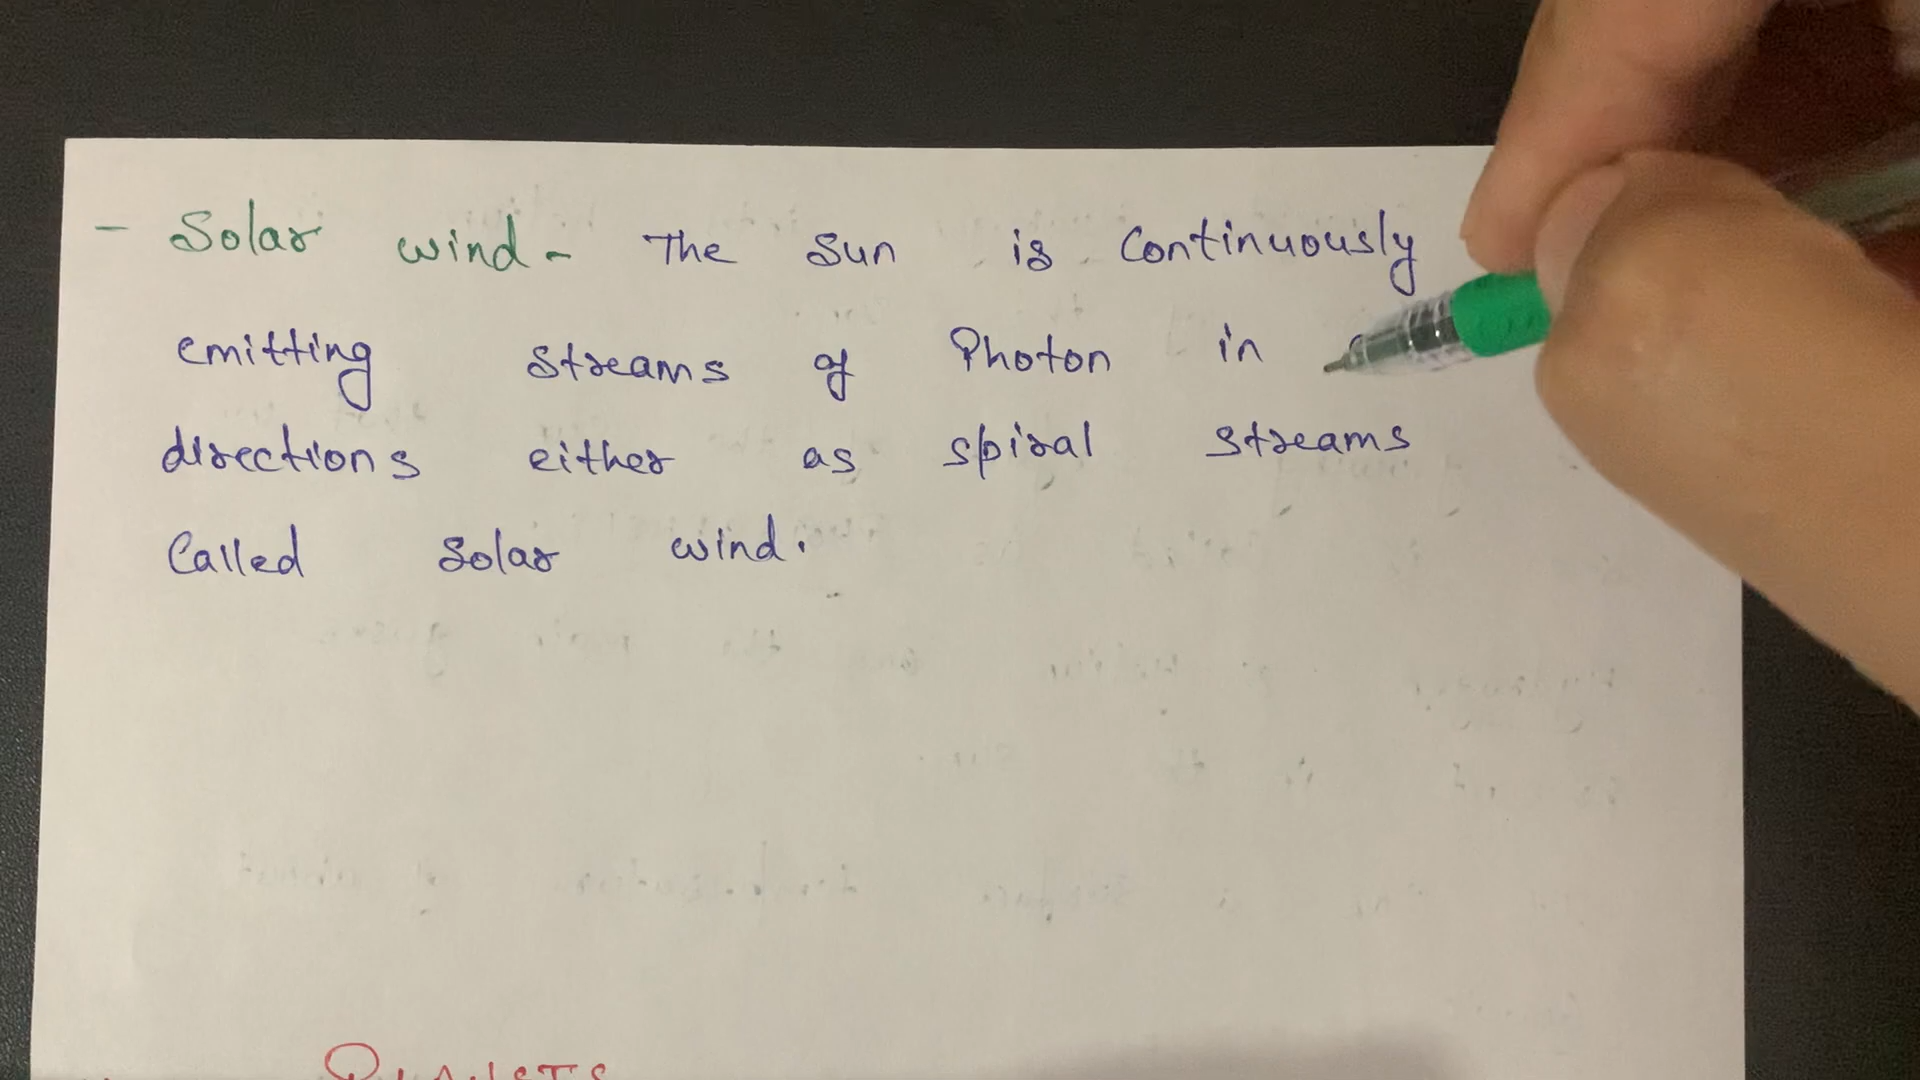 - Solar wind - The Sun is continuously
emitting streams of Photon in
directions either as spiral streams
Called Solar wind.
PLANETS